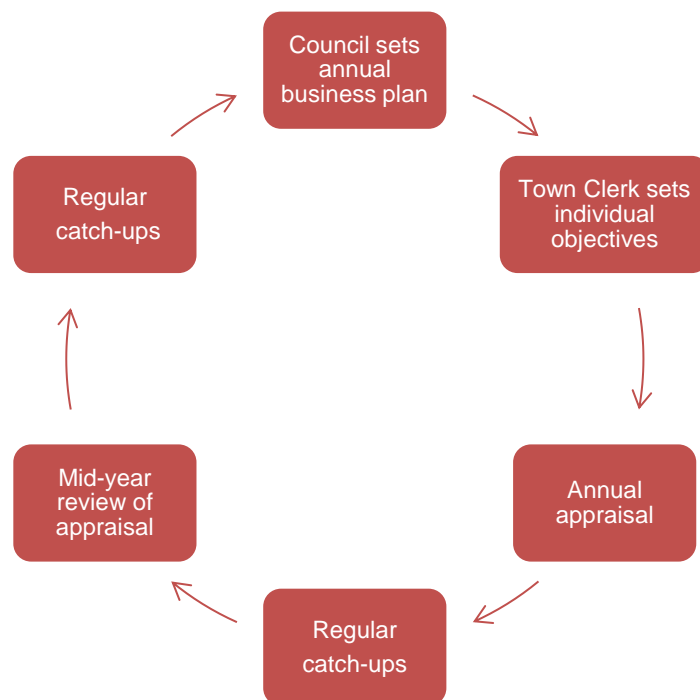 Council sets
annual
business plan
Town Clerk sets
individual
objectives
Annual
appraisal
Regular
catch-ups
Mid-year
review of
appraisal
Regular
catch-ups